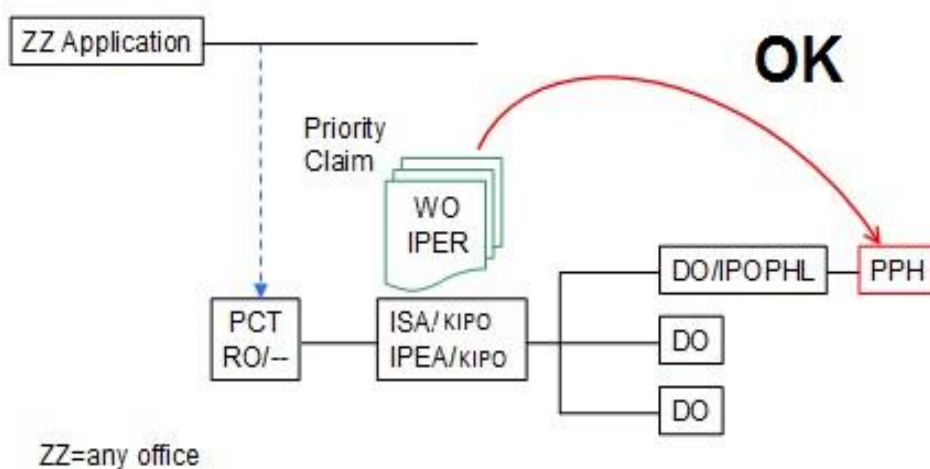 ZZ Application
OK
Priority
Claim
WO
IPER
DO/IPOPHL
PPH
PCT
RO/--
ISA/KIPO
IPEA/KIPO
DO
DO
ZZ=any office